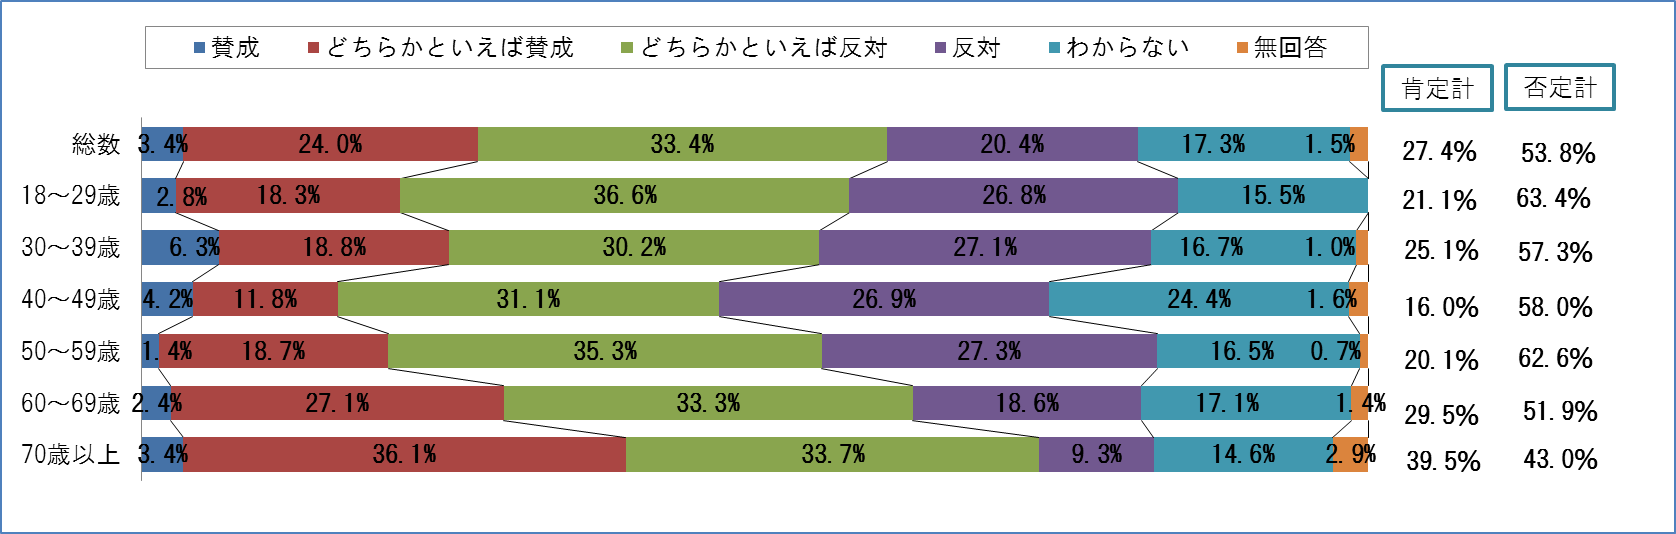 賛成 どちらかといえば賛成 どちらかといえば反対 反対 わからない 無回答
肯定計 否定計
総数 3.4% 24.0% 33.4% 20.4% 17.3% 1.5% 27.4% 53.8%
18～29歳 2.8% 18.3% 36.6% 26.8% 15.5% 21.1% 63.4%
30～39歳 6.3% 18.8% 30.2% 27.1% 16.7% 1.0% 25.1% 57.3%
40～49歳 4.2% 11.8% 31.1% 26.9% 24.4% 1.6% 16.0% 58.0%
50～59歳 1.4% 18.7% 35.3% 27.3% 16.5% 0.7% 20.1% 62.6%
60～69歳 2.4% 27.1% 33.3% 18.6% 17.1% 1.4% 29.5% 51.9%
70歳以上 3.4% 36.1% 33.7% 9.3% 14.6% 2.9% 39.5% 43.0%